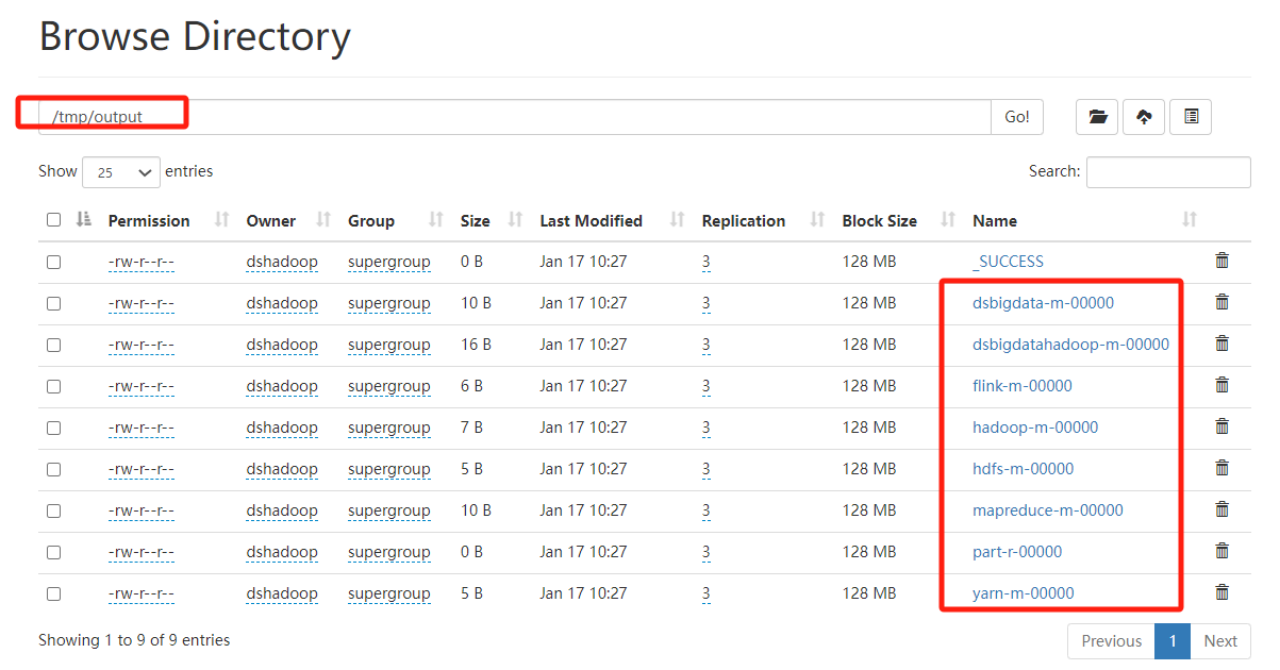 Browse Directory
/tmp/output Go!
Show 25 entries Search:
Permission Owner Group Size Last Modified Replication Block Size Name
-rw-r--r-- dshadoop supergroup 0 B Jan 17 10:27 3 128 MB _SUCCESS
-rw-r--r-- dshadoop supergroup 10 B Jan 17 10:27 3 128 MB dsbigdata-m-00000
-rw-r--r-- dshadoop supergroup 16 B Jan 17 10:27 3 128 MB dsbigdatahadoop-m-00000
-rw-r--r-- dshadoop supergroup 6 B Jan 17 10:27 3 128 MB flink-m-00000
-rw-r--r-- dshadoop supergroup 7 B Jan 17 10:27 3 128 MB hadoop-m-00000
-rw-r--r-- dshadoop supergroup 5 B Jan 17 10:27 3 128 MB hdfs-m-00000
-rw-r--r-- dshadoop supergroup 10 B Jan 17 10:27 3 128 MB mapreduce-m-00000
-rw-r--r-- dshadoop supergroup 0 B Jan 17 10:27 3 128 MB part-r-00000
-rw-r--r-- dshadoop supergroup 5 B Jan 17 10:27 3 128 MB yarn-m-00000
Showing 1 to 9 of 9 entries Previous 1 Next